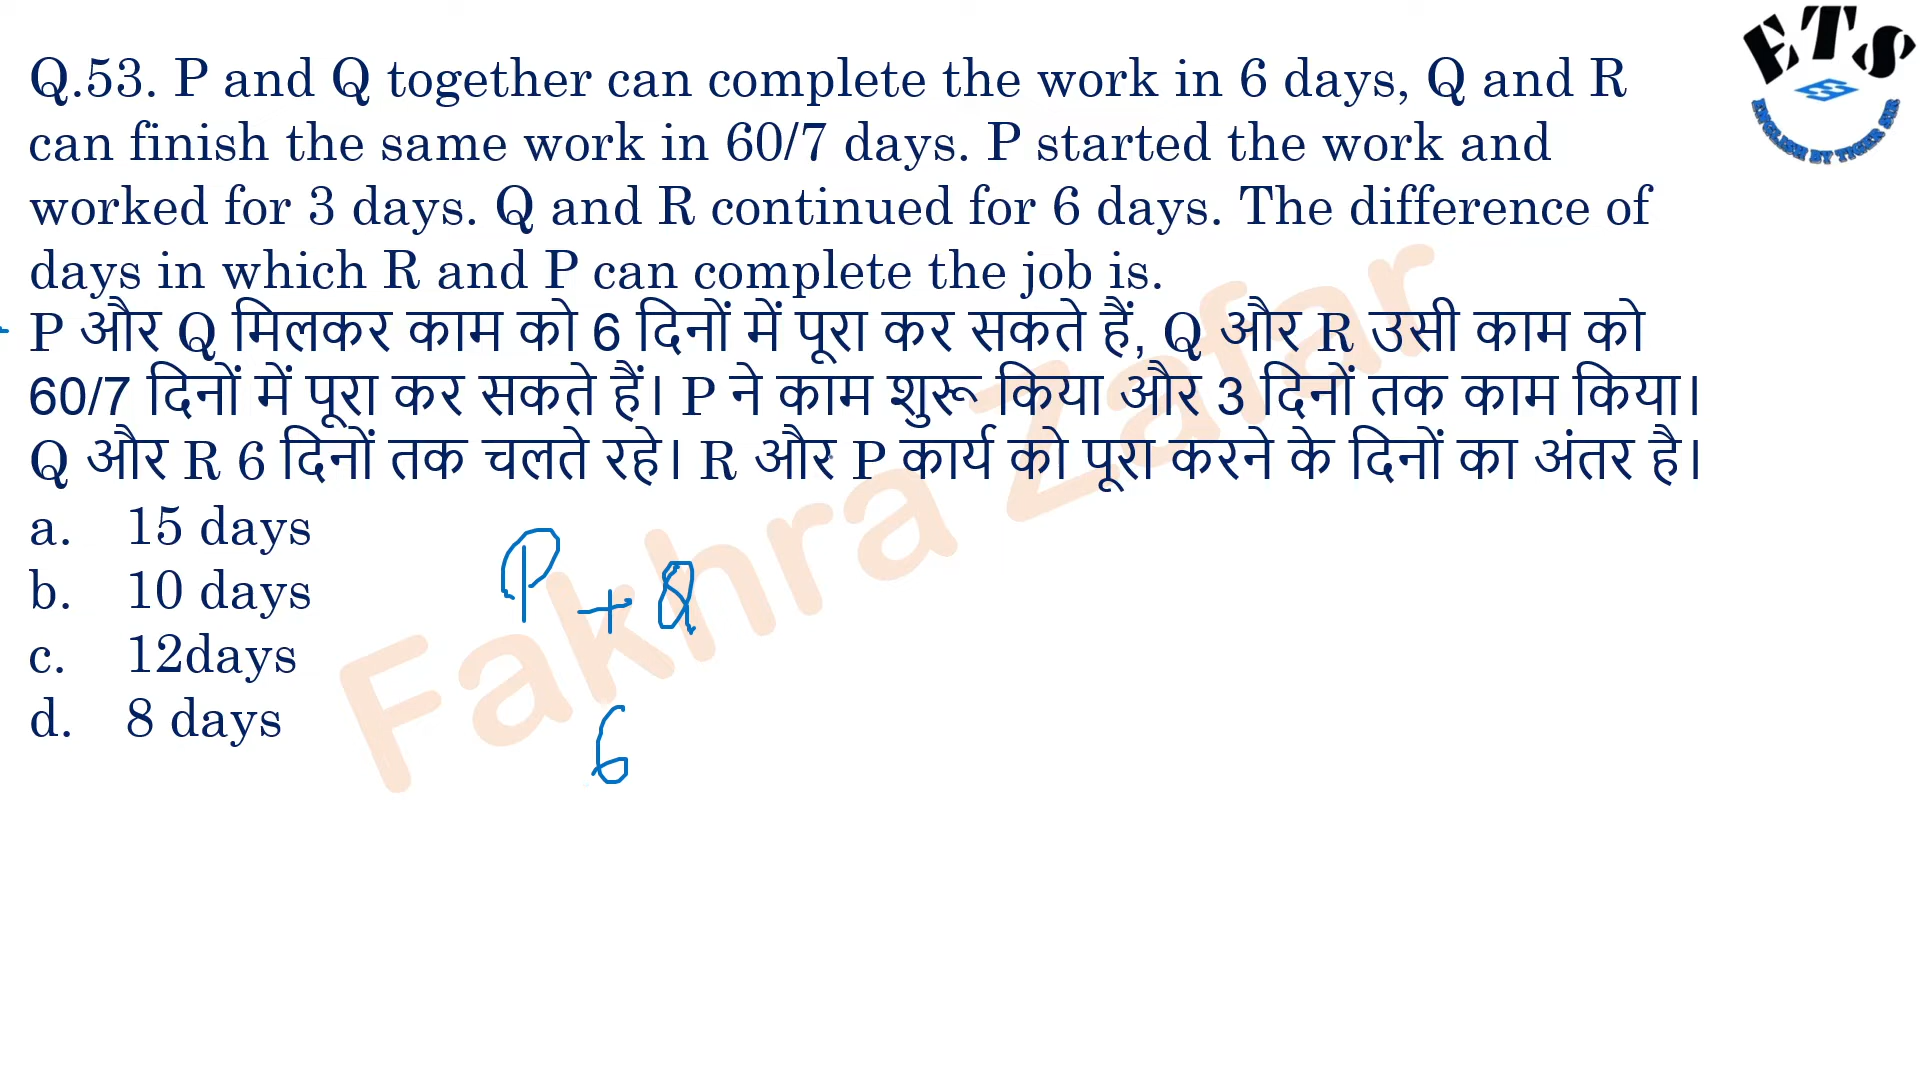 ETS
ENGLISH BY TIGER SIR
Q.53. P and Q together can complete the work in 6 days, Q and R
can finish the same work in 60/7 days. P started the work and
worked for 3 days. Q and R continued for 6 days. The difference of
days in which R and P can complete the job is.
P और Q मिलकर काम को 6 दिनों में पूरा कर सकते हैं, Q और R उसी काम को
60/7 दिनों में पूरा कर सकते हैं। P ने काम शुरू किया और 3 दिनों तक काम किया।
Q और R 6 दिनों तक चलते रहे। R और P कार्य को पूरा करने के दिनों का अंतर है।
a. 15 days
b. 10 days
c. 12days
d. 8 days
P + Q
6
Fakhra Zafar